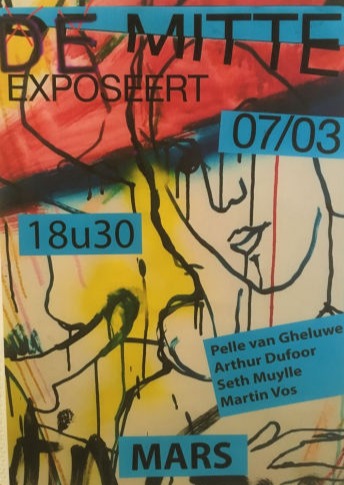 DE MITTE
EXPOSEERT
07/03
18u30
Pelle van Gheluwe
Arthur Dufoor
Seth Muylle
Martin Vos
MARS